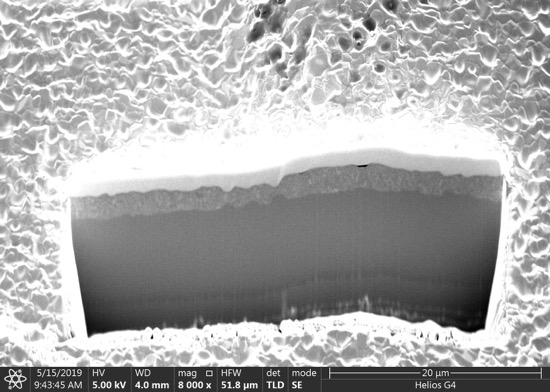 5/15/2019 HV WD mag HFW det mode 20 µm
9:43:45 AM 5.00 kV 4.0 mm 8 000 x 51.8 µm TLD SE Helios G4